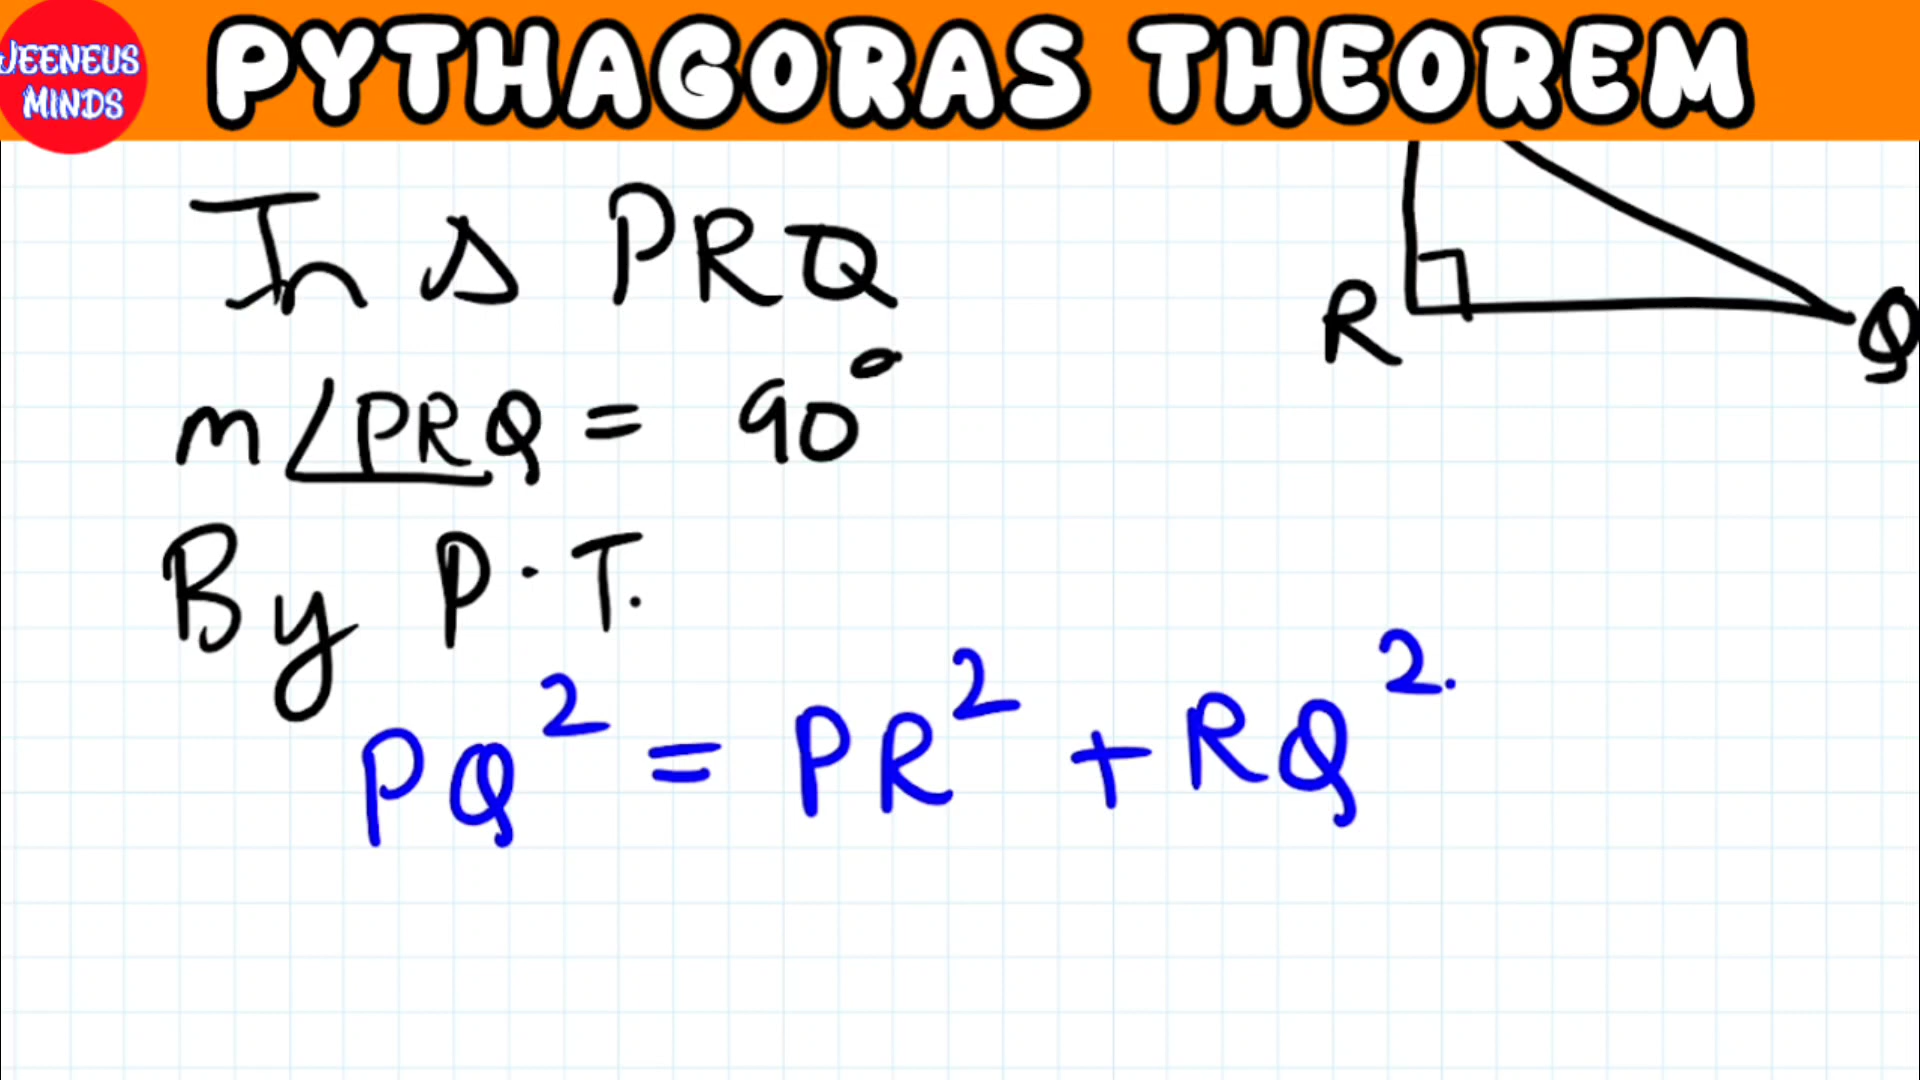 JEENEUS
MINDS
PYTHAGORAS THEOREM
In Δ PRQ
R
Q
m∠PRQ = 90°
By P.T.
PQ² = PR² + RQ².